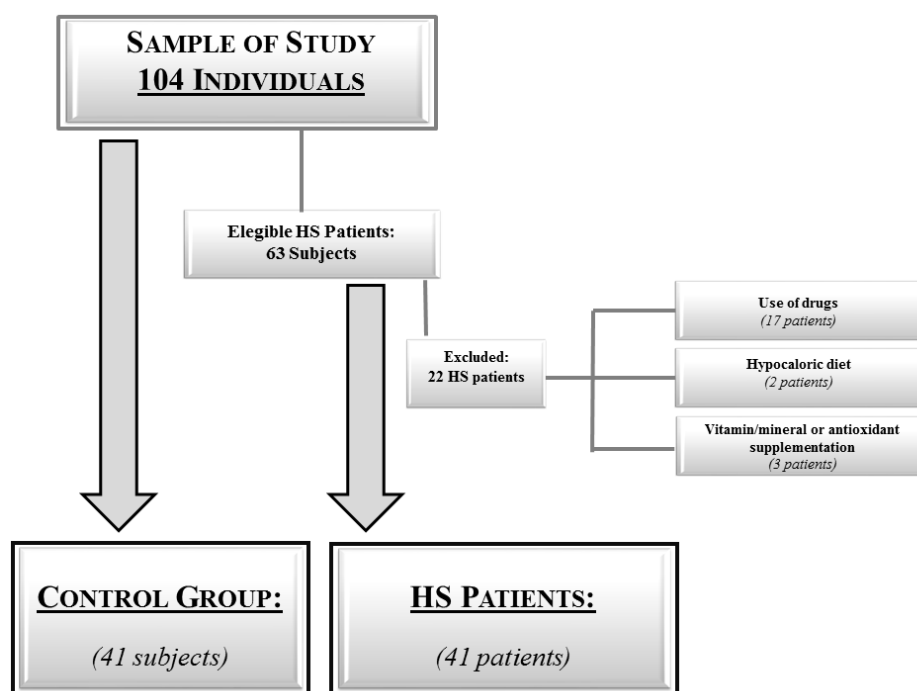 SAMPLE OF STUDY
104 INDIVIDUALS
Elegible HS Patients:
63 Subjects
Excluded:
22 HS patients
Use of drugs
(17 patients)
Hypocaloric diet
(2 patients)
Vitamin/mineral or antioxidant
supplementation
(3 patients)
CONTROL GROUP:
(41 subjects)
HS PATIENTS:
(41 patients)